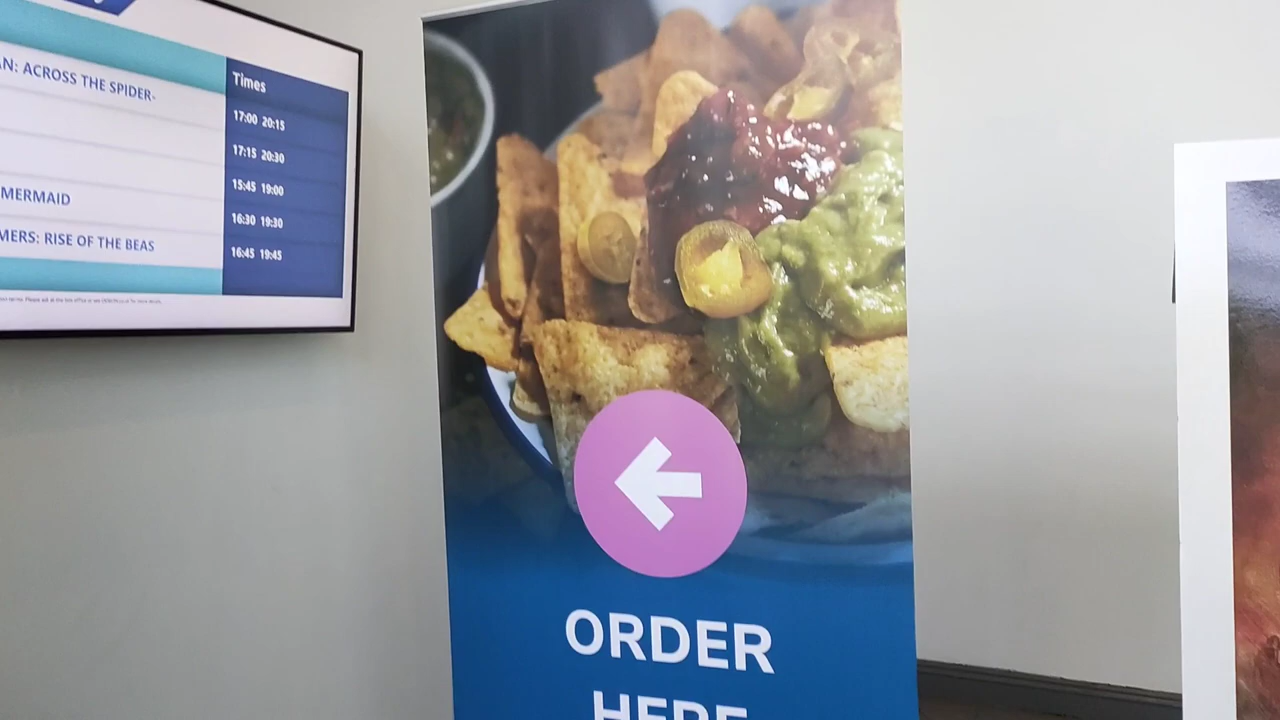 AN: ACROSS THE SPIDER-
MERMAID
MERS: RISE OF THE BEAS
Times
17:00 20:15
17:15 20:30
15:45 19:00
16:30 19:30
16:45 19:45
ORDER
HERE